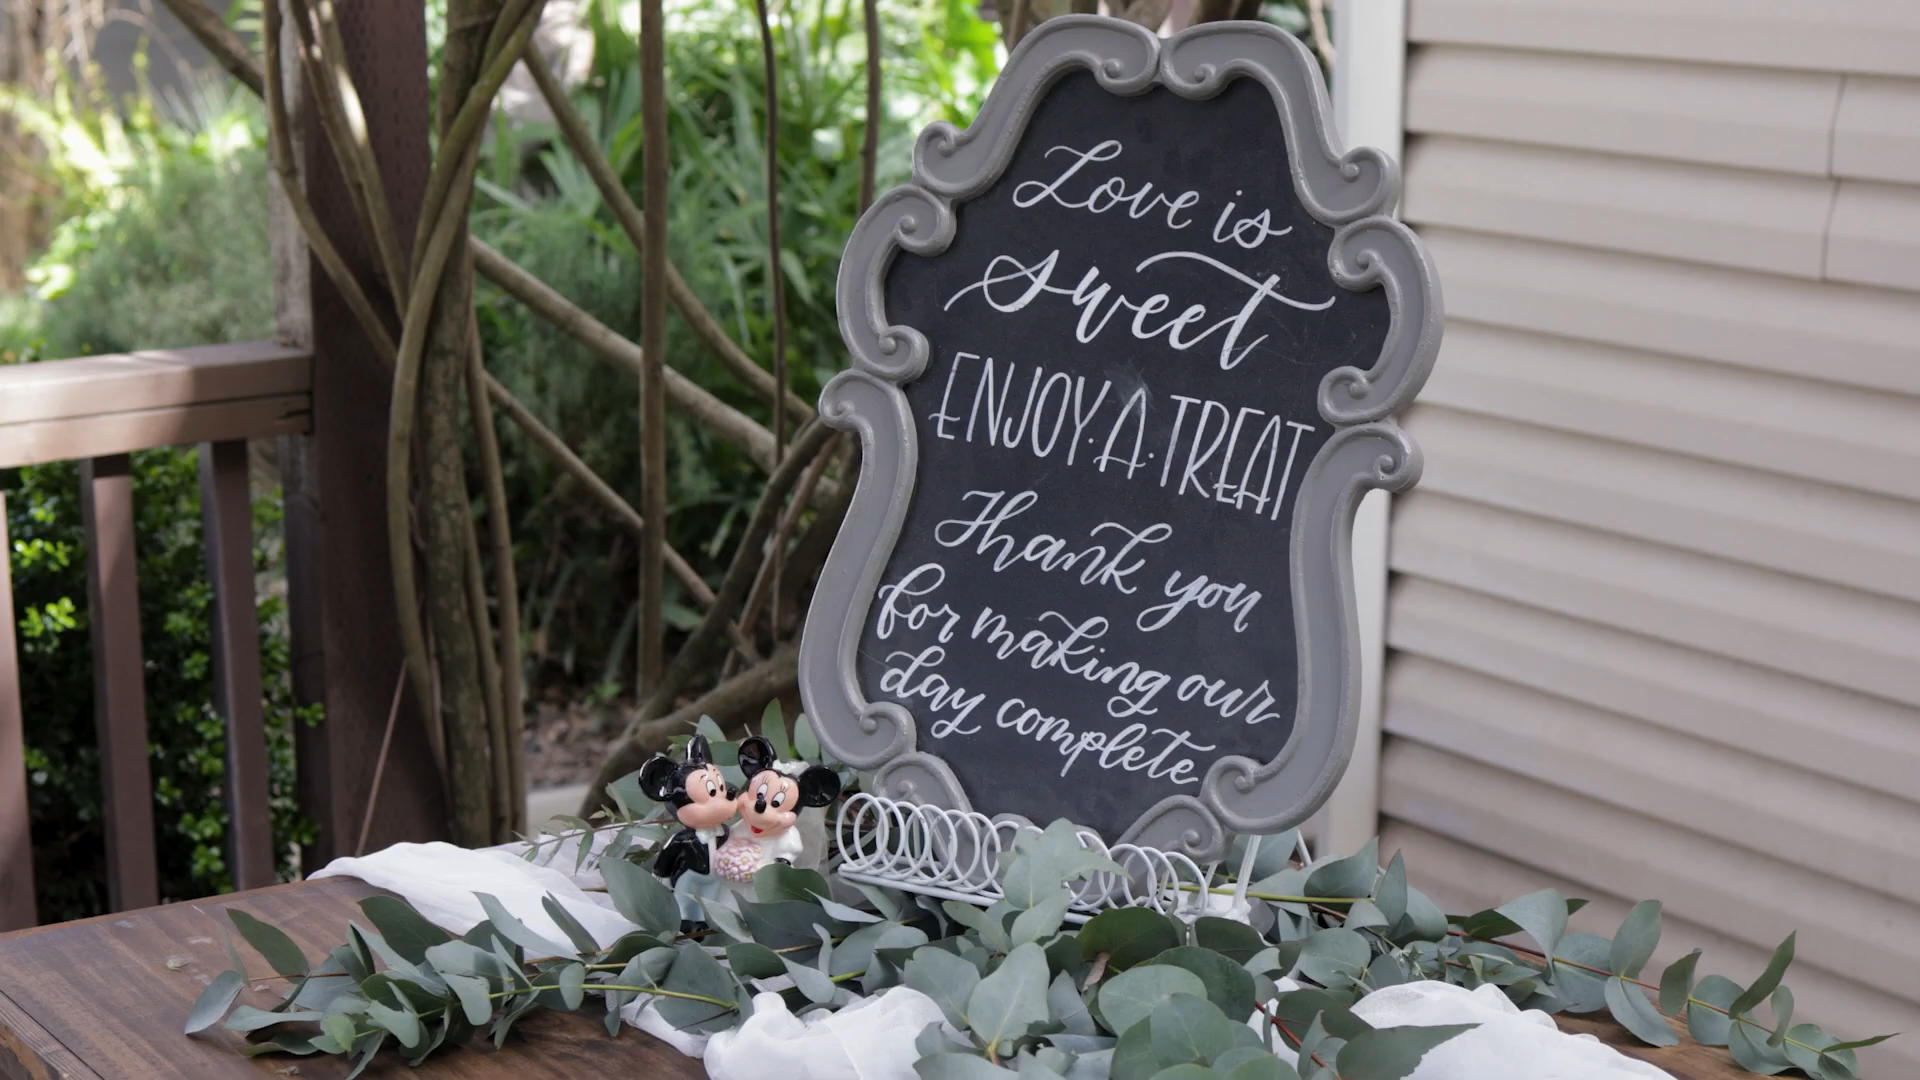 Love is
sweet
ENJOY·A·TREAT
Thank you
for making our
day complete